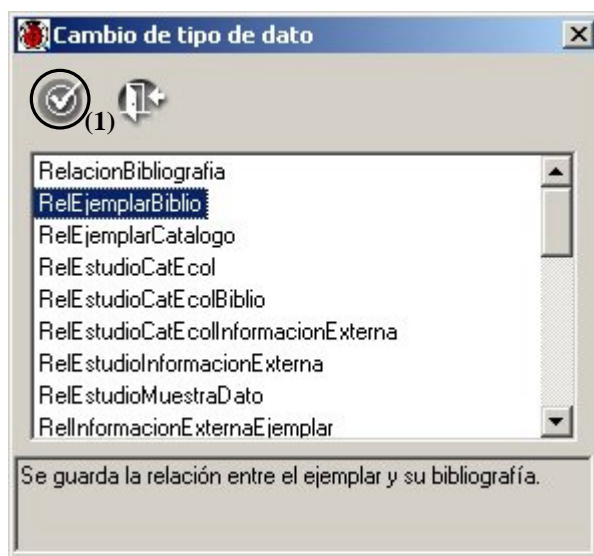 Cambio de tipo de dato
(1)
RelacionBibliografia
RelEjemplarBiblio
RelEjemplarCatalogo
RelEstudioCatEcol
RelEstudioCatEcolBiblio
RelEstudioCatEcolInformacionExterna
RelEstudioInformacionExterna
RelEstudioMuestraDato
RelInformacionExternaEjemplar
Se guarda la relación entre el ejemplar y su bibliografía.